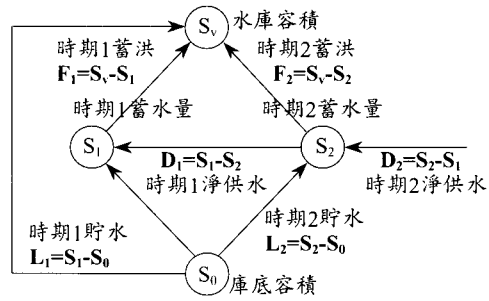 Sv 水庫容積
時期1蓄洪
F1=Sv-S1
時期2蓄洪
F2=Sv-S2
時期1蓄水量
時期2蓄水量
S1
S2
D1=S1-S2
時期1淨供水
D2=S2-S1
時期2淨供水
時期1貯水
L1=S1-S0
時期2貯水
L2=S2-S0
S0 庫底容積